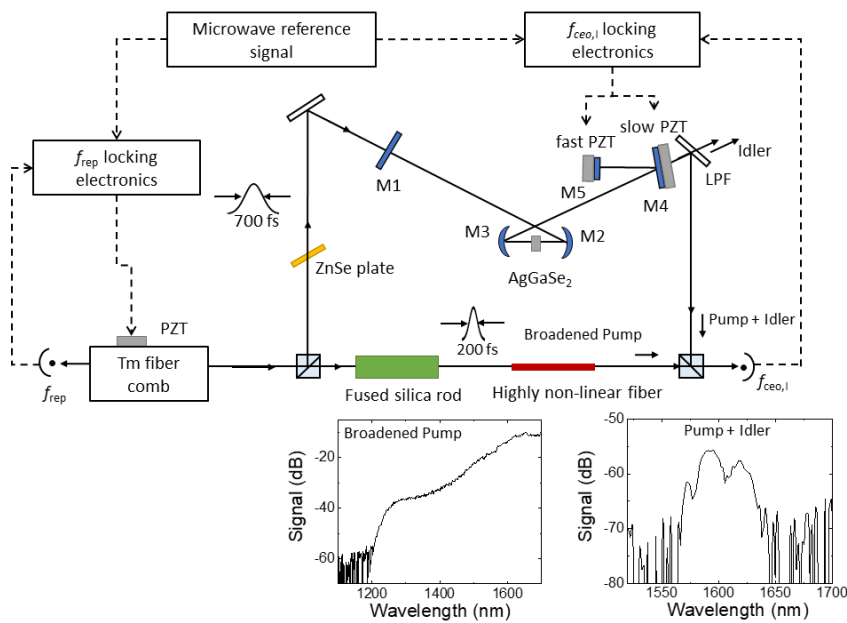 Microwave reference
signal
f_ceo,I locking
electronics
f_rep locking
electronics
fast PZT
slow PZT
Idler
LPF
M1
M5
M4
700 fs
M3
M2
ZnSe plate
AgGaSe₂
PZT
200 fs
Broadened Pump
Pump + Idler
Tm fiber
comb
f_rep
Fused silica rod
Highly non-linear fiber
f_ceo,I
Broadened Pump
Signal (dB)
-20
-40
-60
1200
1400
1600
Wavelength (nm)
Pump + Idler
Signal (dB)
-50
-60
-70
-80
1550
1600
1650
1700
Wavelength (nm)